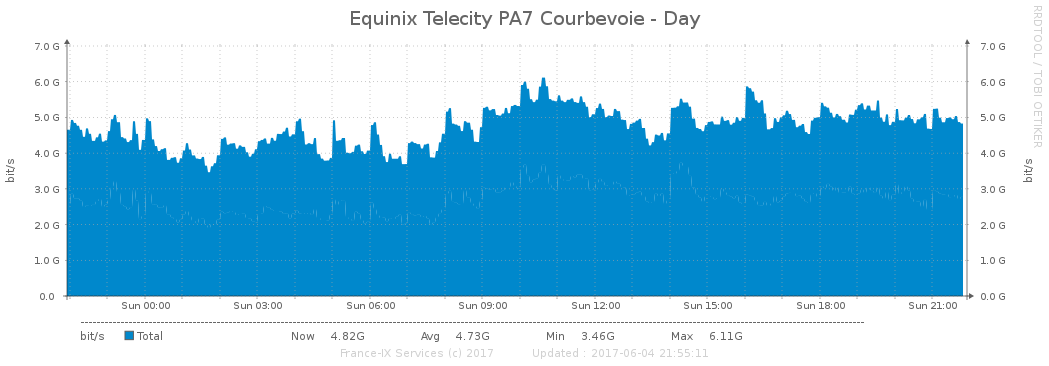 Equinix Telecity PA7 Courbevoie - Day
RRDTOOL / TOBI OETIKER
7.0 G 7.0 G
6.0 G 6.0 G
5.0 G 5.0 G
4.0 G 4.0 G
3.0 G 3.0 G
2.0 G 2.0 G
1.0 G 1.0 G
0.0 0.0 G
bit/s bit/s
Sun 00:00 Sun 03:00 Sun 06:00 Sun 09:00 Sun 12:00 Sun 15:00 Sun 18:00 Sun 21:00
bit/s Total Now 4.82G Avg 4.73G Min 3.46G Max 6.11G
France-IX Services (c) 2017 Updated : 2017-06-04 21:55:11